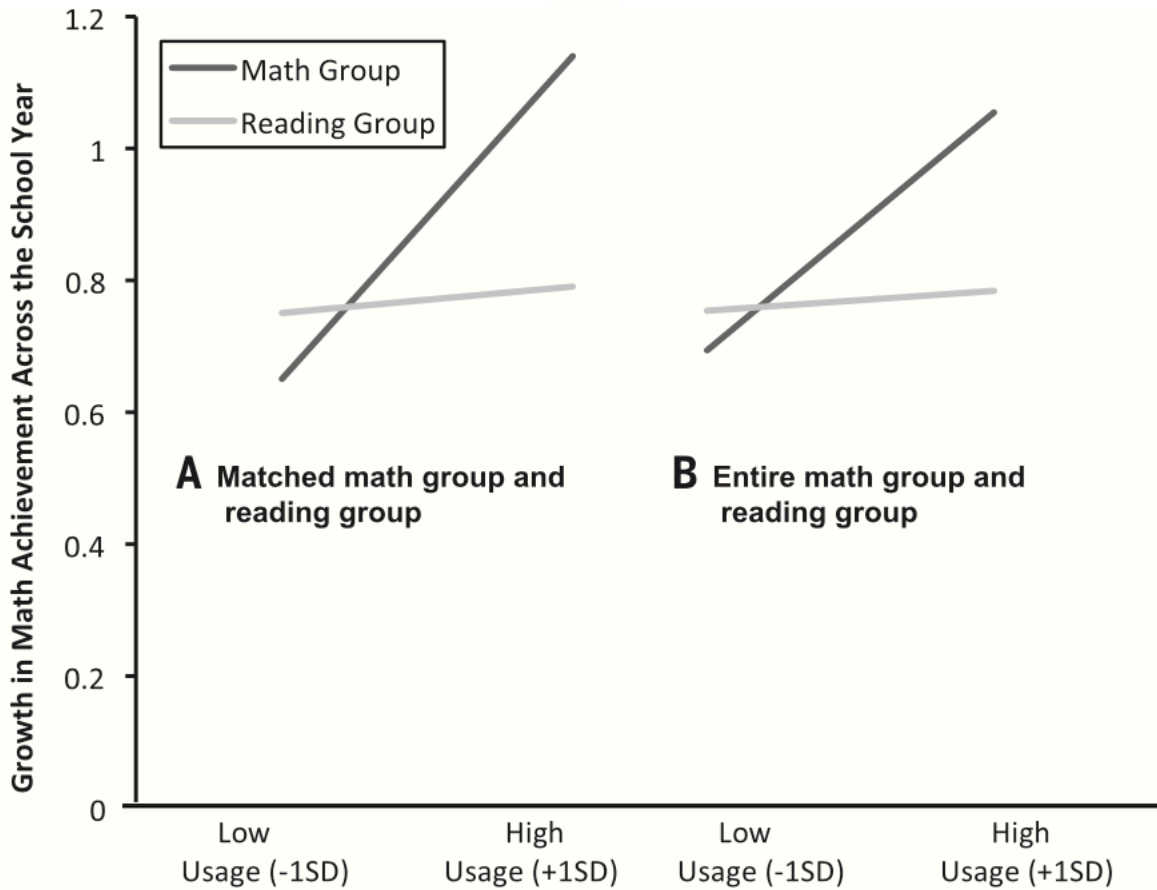 Growth in Math Achievement Across the School Year
1.2
1
0.8
0.6
0.4
0.2
0
Math Group
Reading Group
A Matched math group and
reading group
B Entire math group and
reading group
Low
Usage (-1SD)
High
Usage (+1SD)
Low
Usage (-1SD)
High
Usage (+1SD)